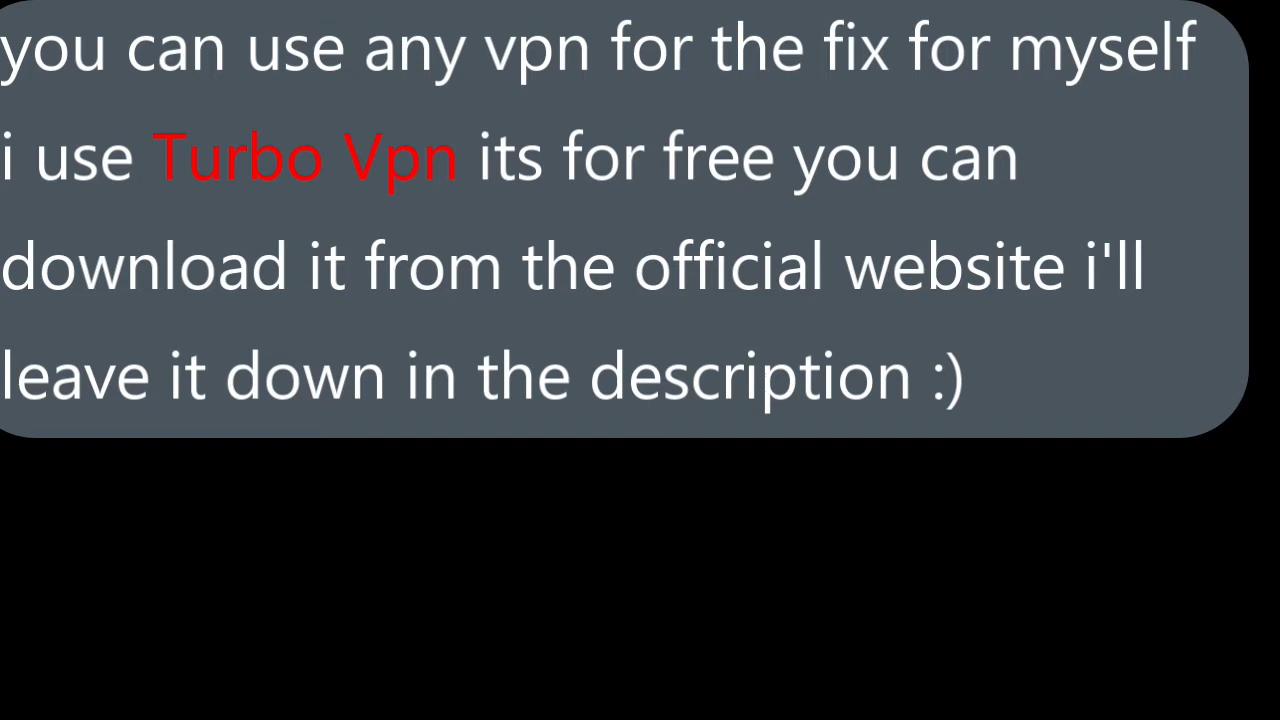 you can use any vpn for the fix for myself
i use Turbo Vpn its for free you can
download it from the official website i'll
leave it down in the description :)